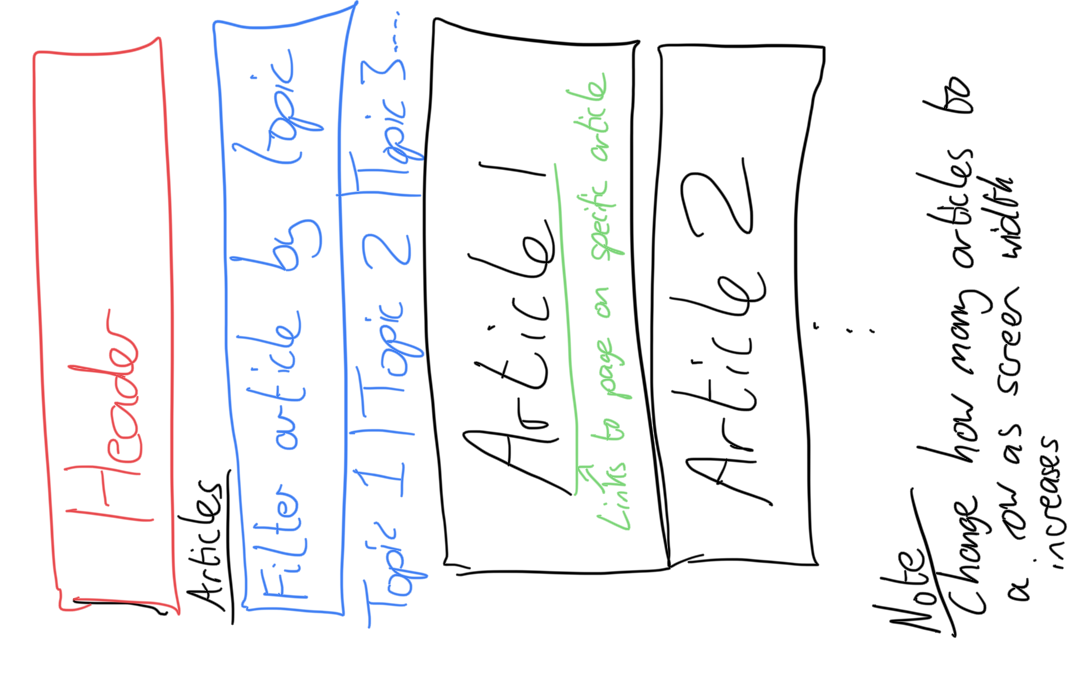 Header
Articles
Filter article by topic
Topic 1 | Topic 2 | Topic 3....
Article 1
Links to page on specific article
Article 2
Note
Change how many articles to
a row as screen width
increases